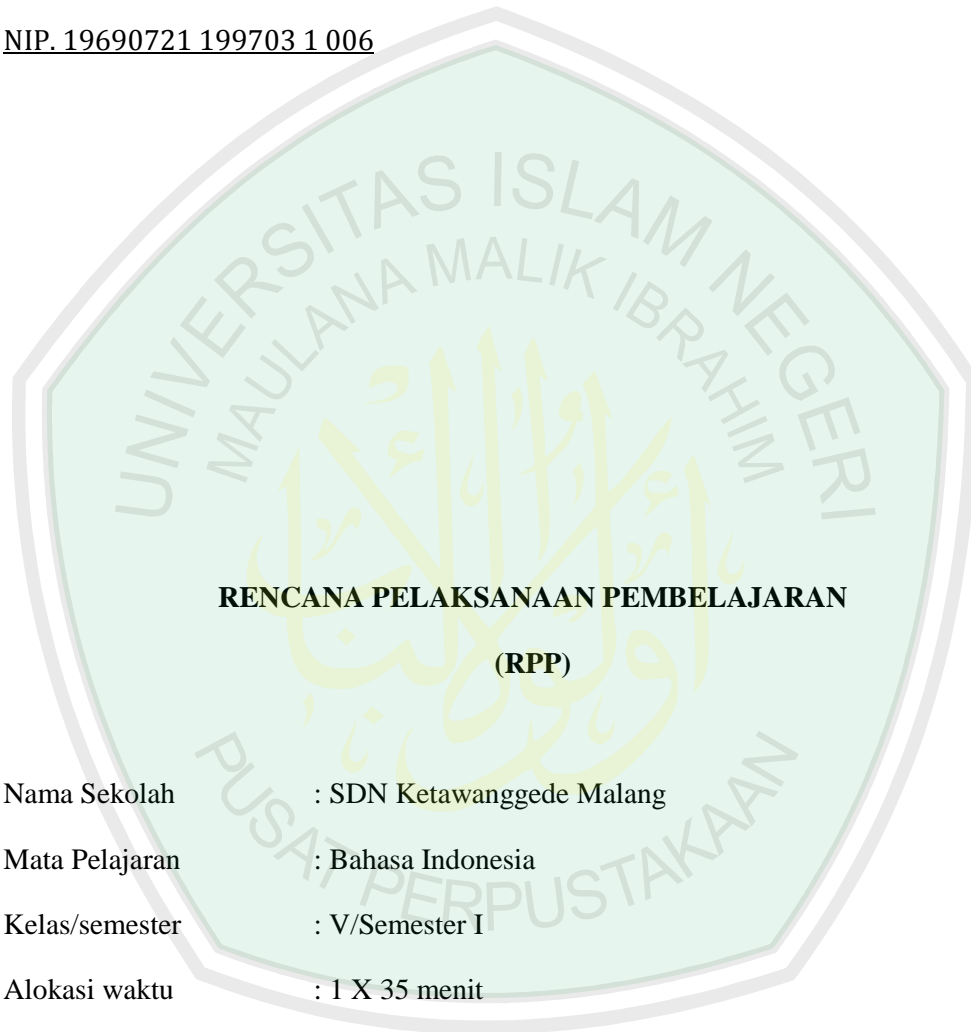 NIP. 19690721 199703 1 006
UNIVERSITAS ISLAM NEGERI
MAULANA MALIK IBRAHIM
RENCANA PELAKSANAAN PEMBELAJARAN
(RPP)
Nama Sekolah : SDN Ketawanggede Malang
Mata Pelajaran : Bahasa Indonesia
Kelas/semester : V/Semester I
Alokasi waktu : 1 X 35 menit
PUSAT PERPUSTAKAAN